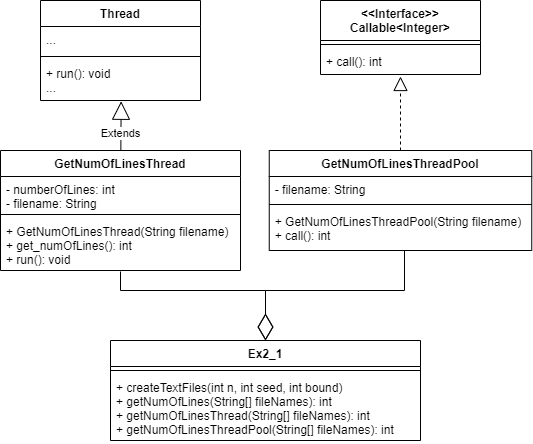 Thread
...
+ run(): void
...
<<Interface>>
Callable<Integer>
+ call(): int
Extends
GetNumOfLinesThread
- numberOfLines: int
- filename: String
+ GetNumOfLinesThread(String filename)
+ get_numOfLines(): int
+ run(): void
GetNumOfLinesThreadPool
- filename: String
+ GetNumOfLinesThreadPool(String filename)
+ call(): int
Ex2_1
+ createTextFiles(int n, int seed, int bound)
+ getNumOfLines(String[] fileNames): int
+ getNumOfLinesThread(String[] fileNames): int
+ getNumOfLinesThreadPool(String[] fileNames): int